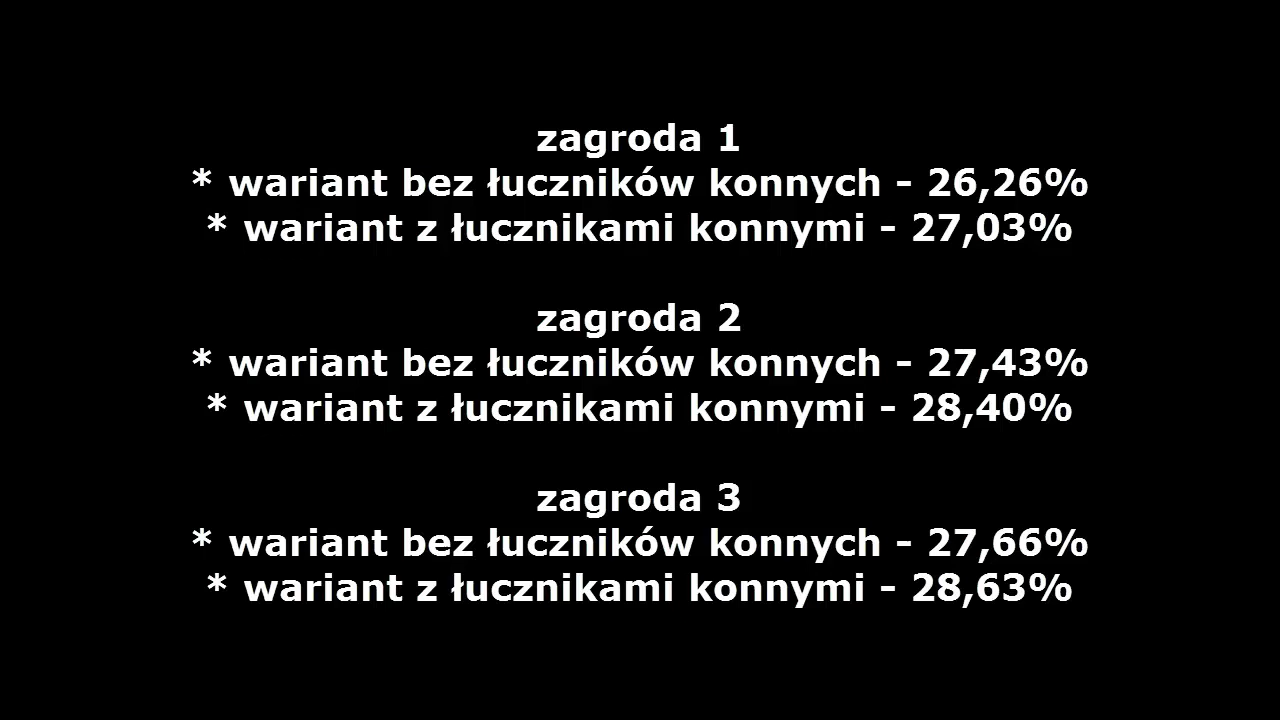 zagroda 1
* wariant bez łuczników konnych - 26,26%
* wariant z łucznikami konnymi - 27,03%
zagroda 2
* wariant bez łuczników konnych - 27,43%
* wariant z łucznikami konnymi - 28,40%
zagroda 3
* wariant bez łuczników konnych - 27,66%
* wariant z łucznikami konnymi - 28,63%